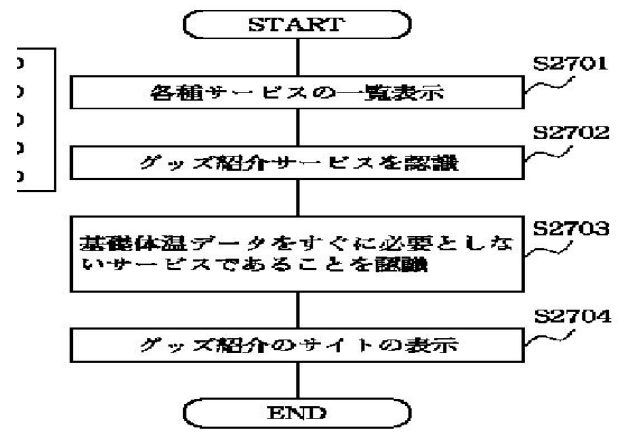 START
S2701
各種サービスの一覧表示
S2702
グッズ紹介サービスを認識
S2703
基礎体温データをすぐに必要としな
いサービスであることを認識
S2704
グッズ紹介のサイトの表示
END